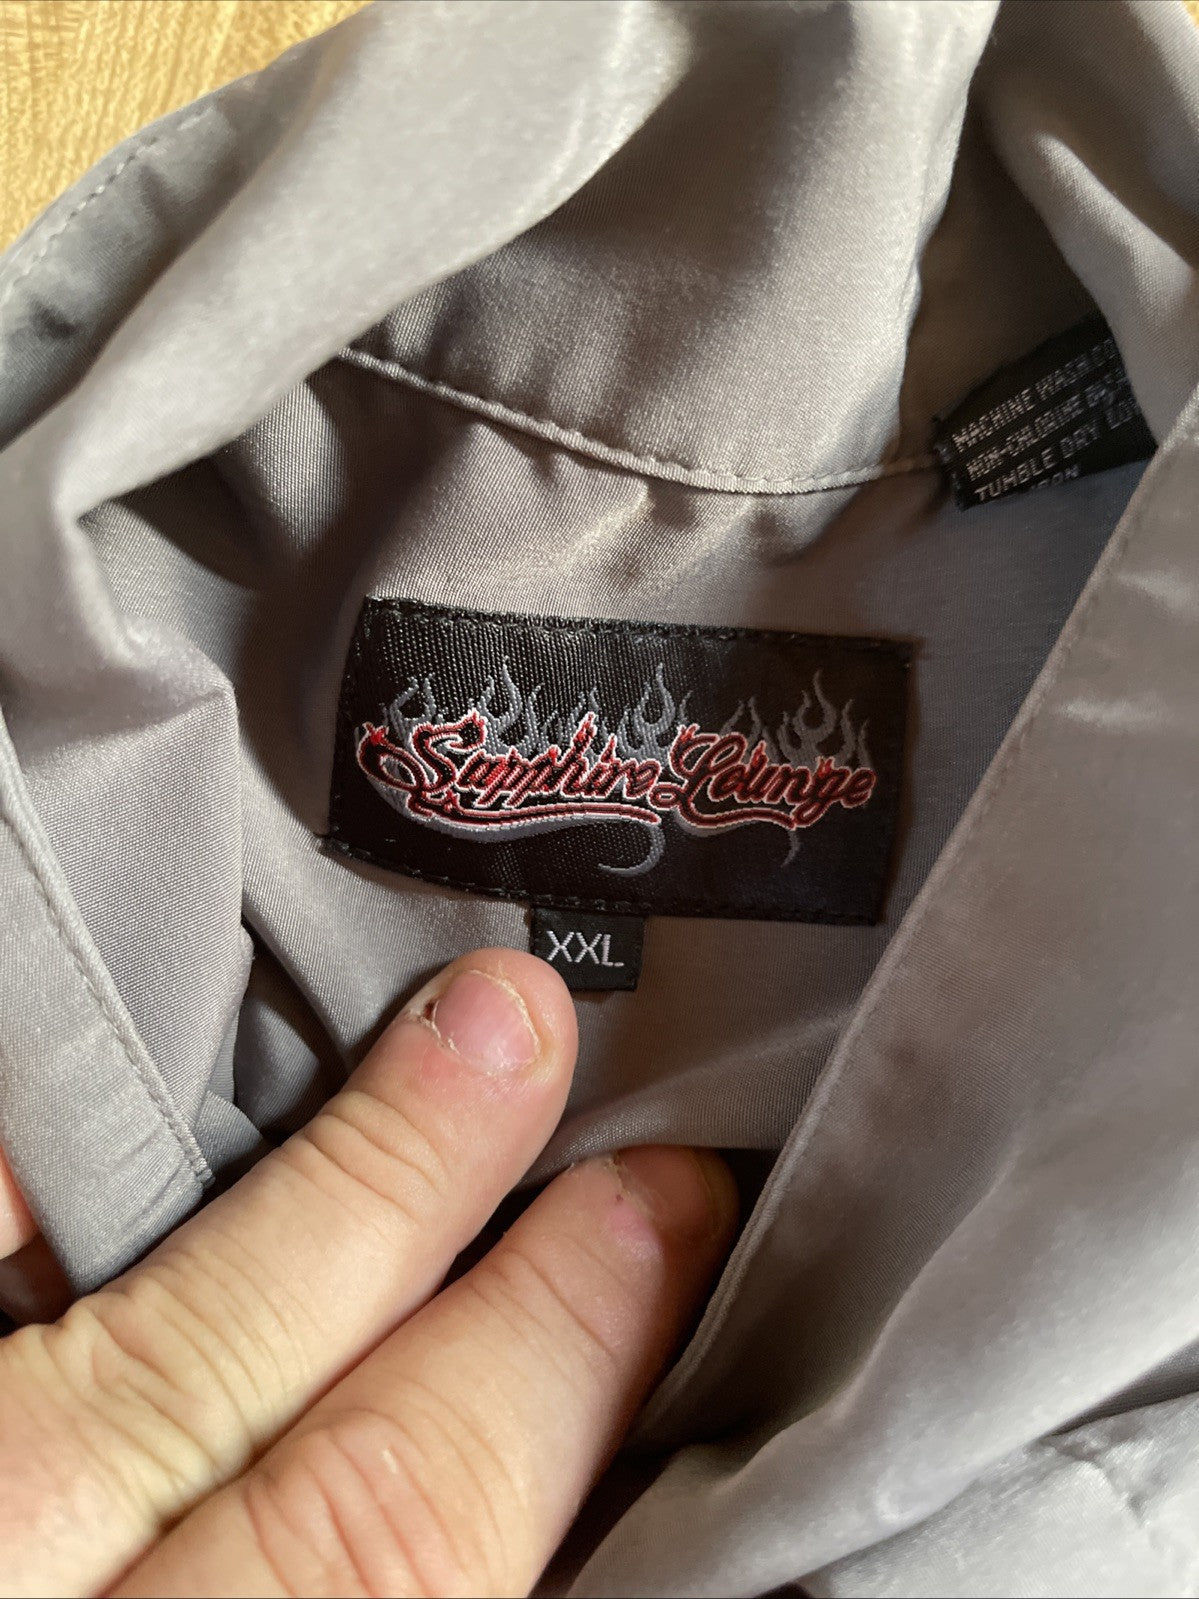 MACHINE WASH
NON-CHLORINE
TUMBLE DRY
Sapphire Lounge
XXL